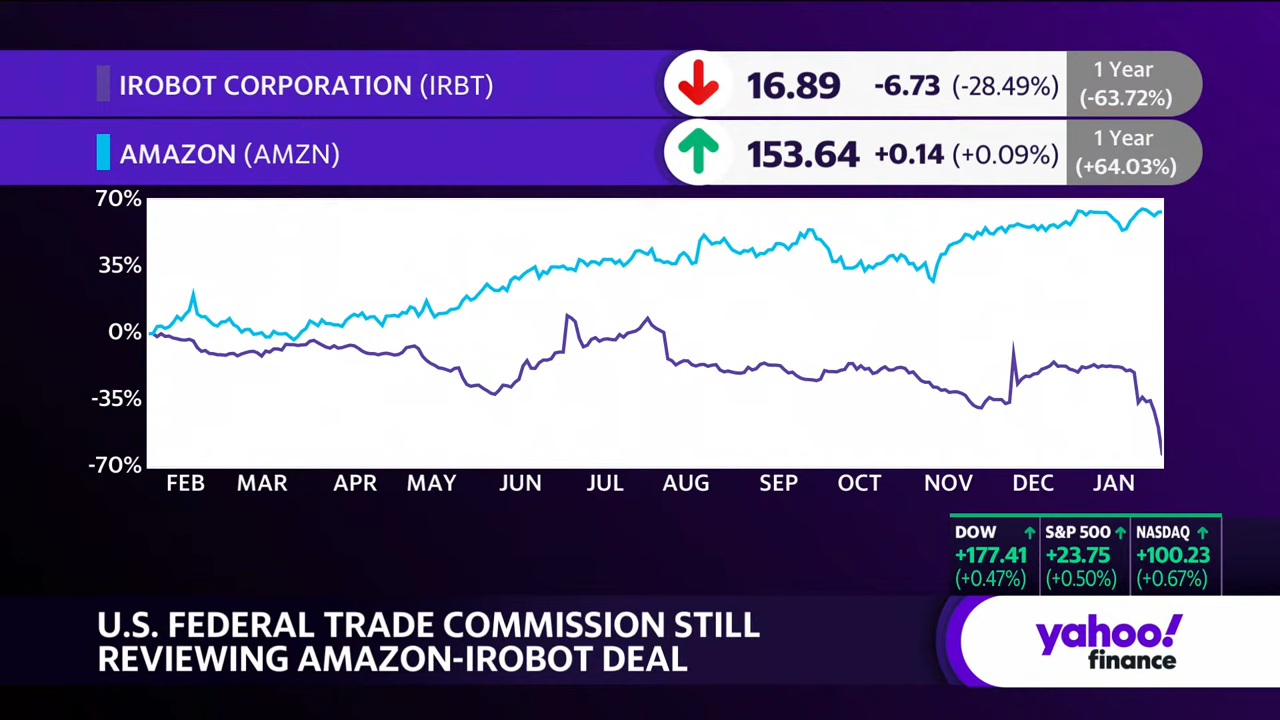 IROBOT CORPORATION (IRBT)
16.89 -6.73 (-28.49%)
1 Year
(-63.72%)
AMAZON (AMZN)
153.64 +0.14 (+0.09%)
1 Year
(+64.03%)
70%
35%
0%
-35%
-70%
FEB MAR APR MAY JUN JUL AUG SEP OCT NOV DEC JAN
DOW
+177.41
(+0.47%)
S&P 500
+23.75
(+0.50%)
NASDAQ
+100.23
(+0.67%)
U.S. FEDERAL TRADE COMMISSION STILL
REVIEWING AMAZON-IROBOT DEAL
yahoo!
finance